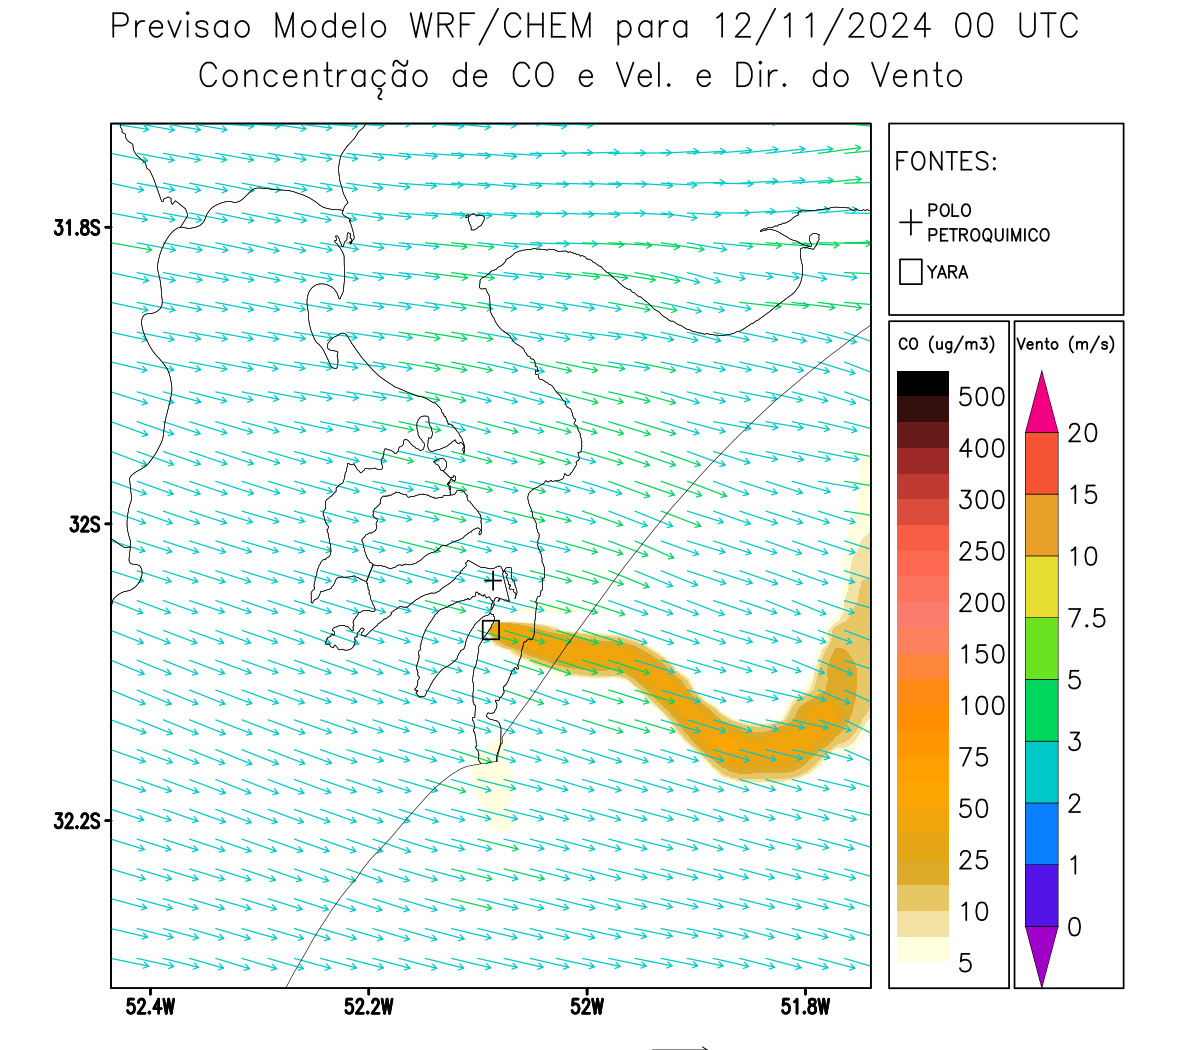 Previsao Modelo WRF/CHEM para 12/11/2024 00 UTC
Concentração de CO e Vel. e Dir. do Vento
FONTES:
POLO
PETROQUIMICO
YARA
CO (ug/m3)
500
400
300
250
200
150
100
75
50
25
10
5
Vento (m/s)
20
15
10
7.5
5
3
2
1
0
31.8S
32S
32.2S
52.4W
52.2W
52W
51.8W